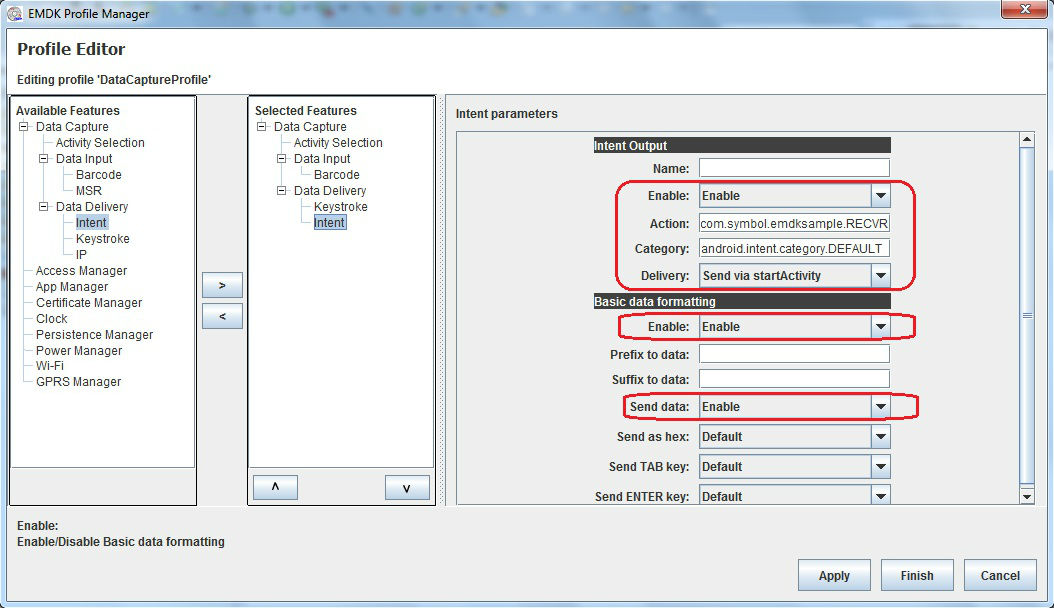 EMDK Profile Manager
Profile Editor
Editing profile 'DataCaptureProfile'
Available Features
Data Capture
Activity Selection
Data Input
Barcode
MSR
Data Delivery
Intent
Keystroke
IP
Access Manager
App Manager
Certificate Manager
Clock
Persistence Manager
Power Manager
Wi-Fi
GPRS Manager
>
<
Selected Features
Data Capture
Activity Selection
Data Input
Barcode
Data Delivery
Keystroke
Intent
Intent parameters
Intent Output
Name:
Enable: Enable
Action: com.symbol.emdksample.RECVR
Category: android.intent.category.DEFAULT
Delivery: Send via startActivity
Basic data formatting
Enable: Enable
Prefix to data:
Suffix to data:
Send data: Enable
Send as hex: Default
Send TAB key: Default
Send ENTER key: Default
Enable:
Enable/Disable Basic data formatting
Apply Finish Cancel